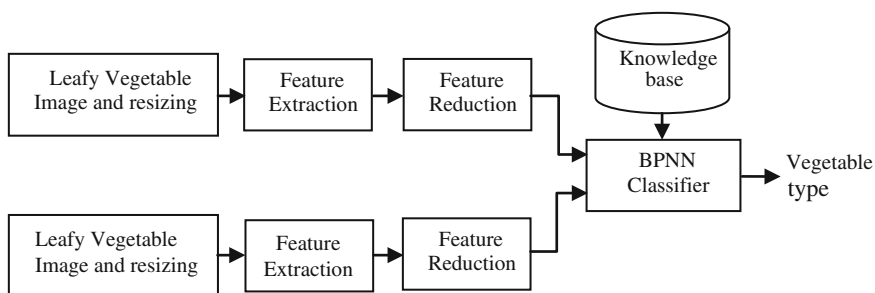 Leafy Vegetable
Image and resizing
Feature
Extraction
Feature
Reduction
Knowledge
base
BPNN
Classifier
Vegetable
type
Leafy Vegetable
Image and resizing
Feature
Extraction
Feature
Reduction